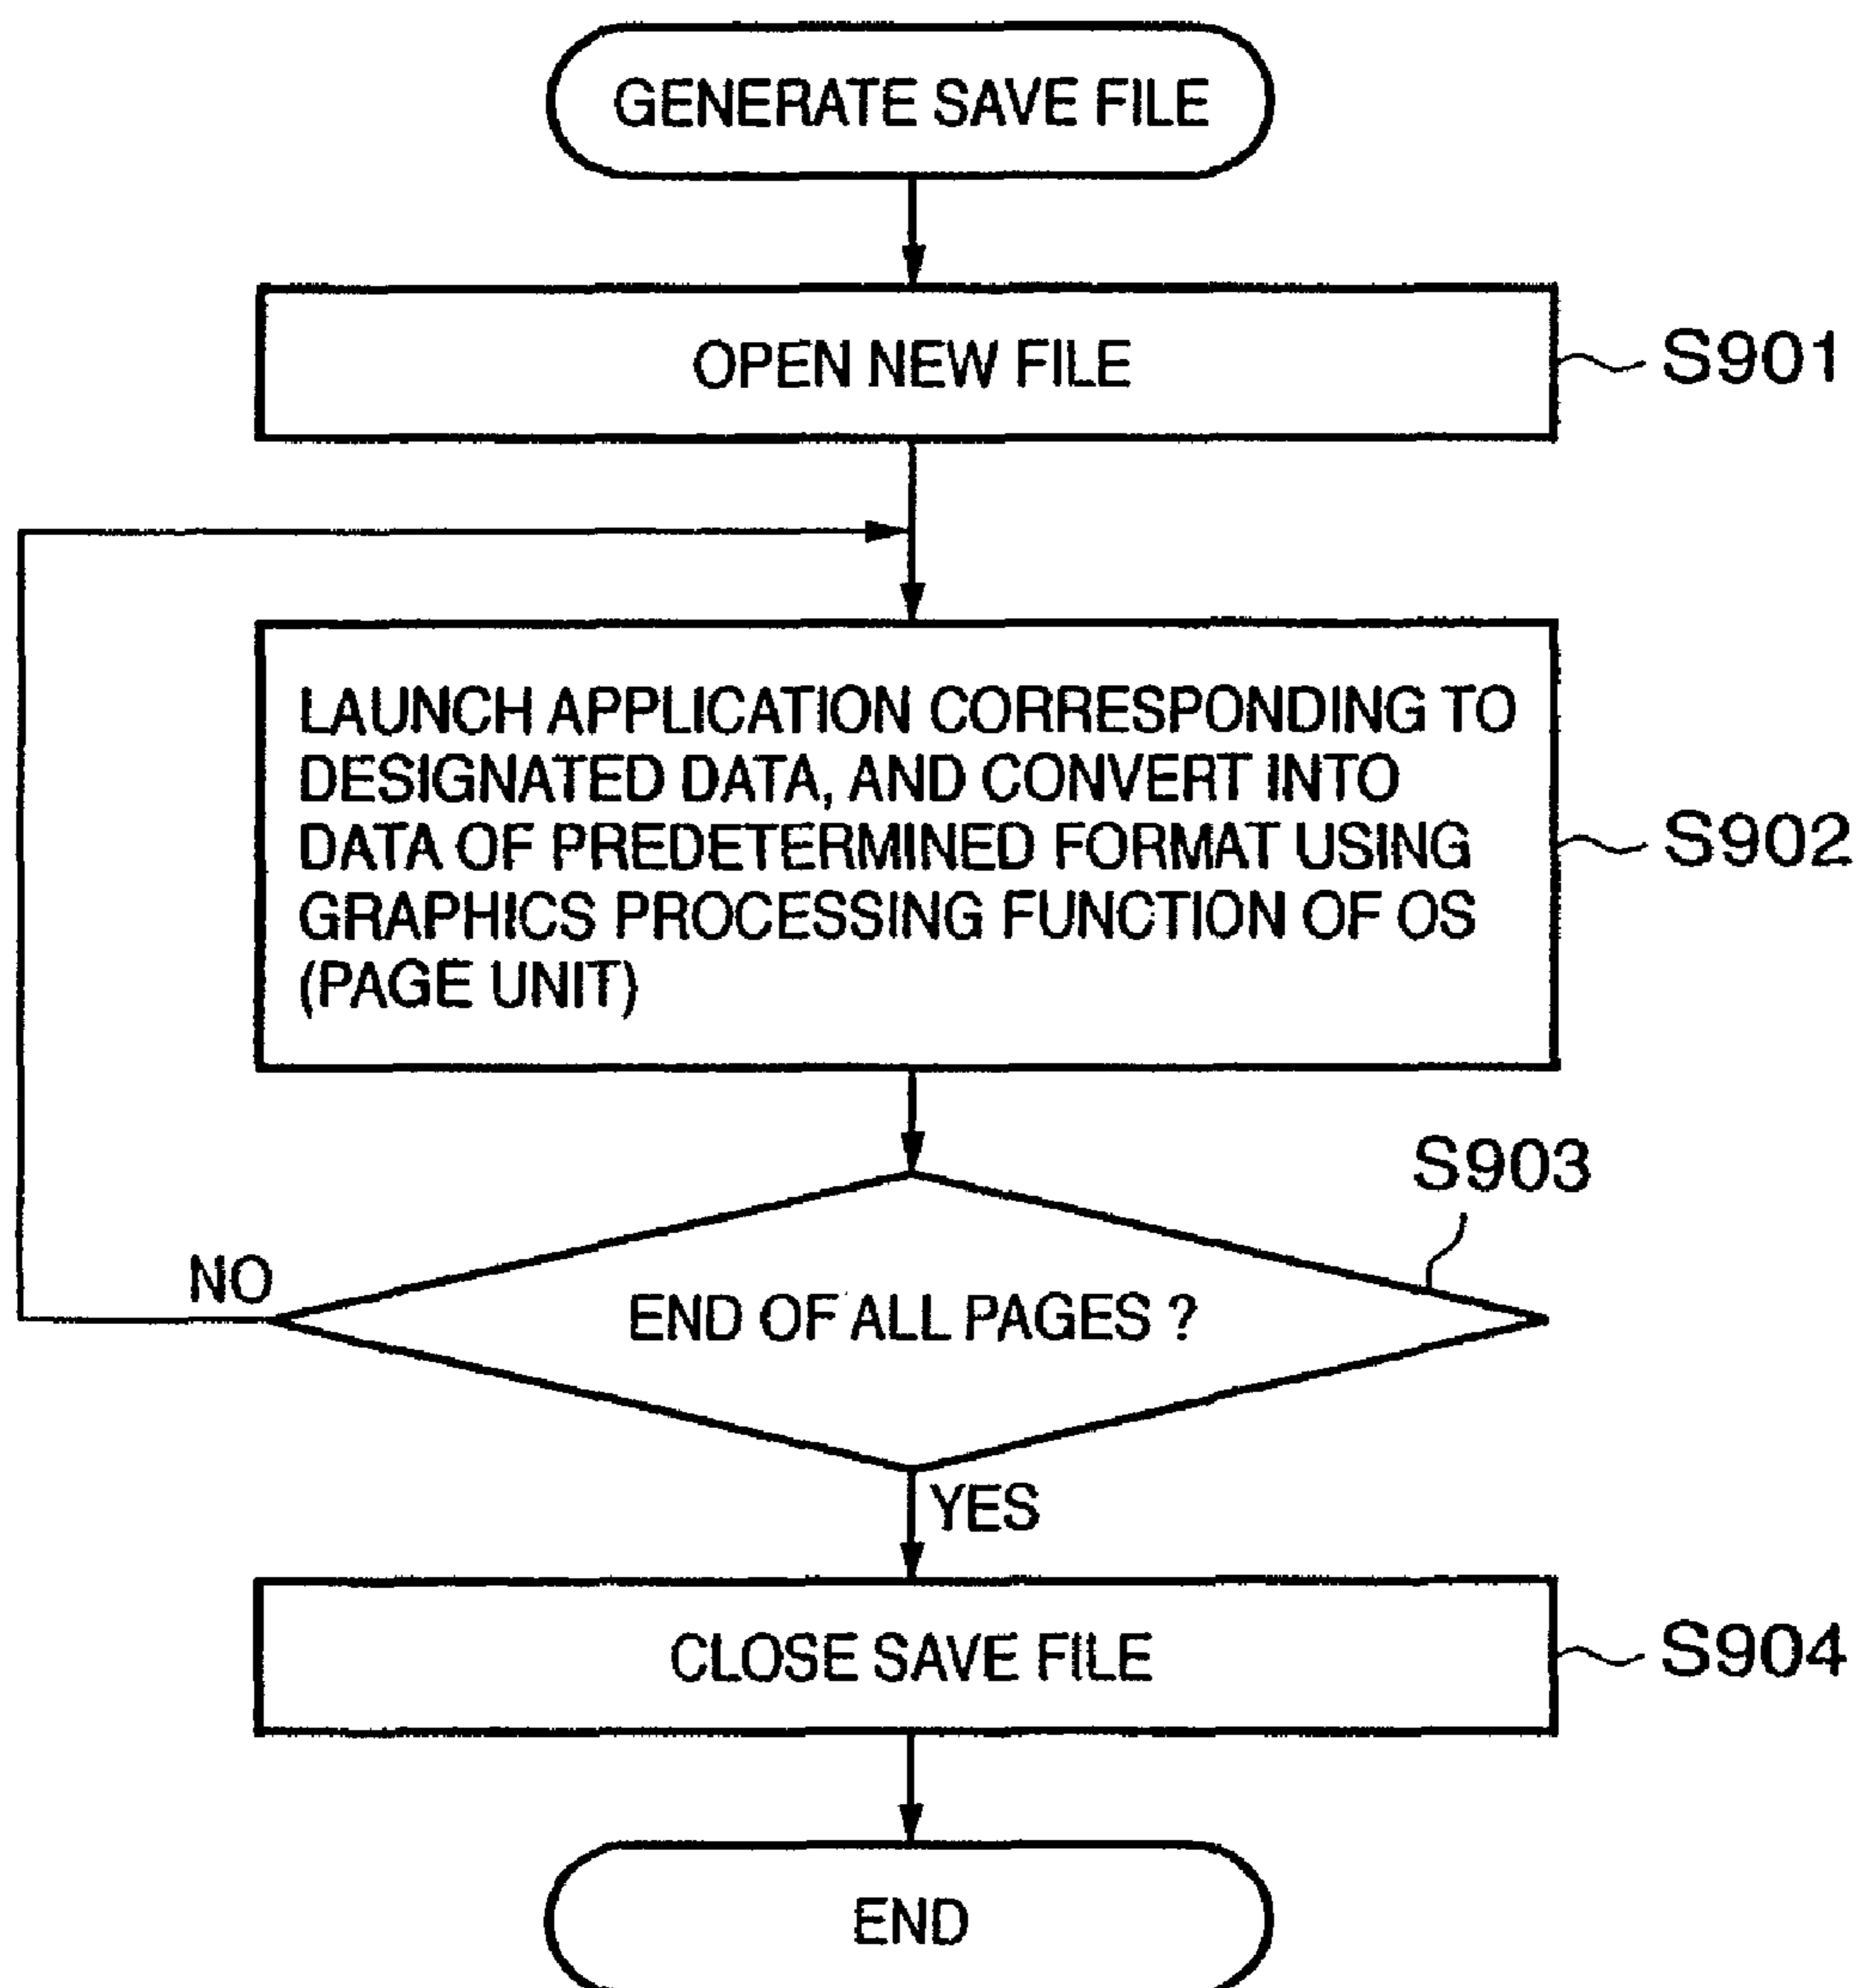 GENERATE SAVE FILE
OPEN NEW FILE
S901
LAUNCH APPLICATION CORRESPONDING TO
DESIGNATED DATA, AND CONVERT INTO
DATA OF PREDETERMINED FORMAT USING
GRAPHICS PROCESSING FUNCTION OF OS
(PAGE UNIT)
S902
S903
NO
END OF ALL PAGES ?
YES
CLOSE SAVE FILE
S904
END